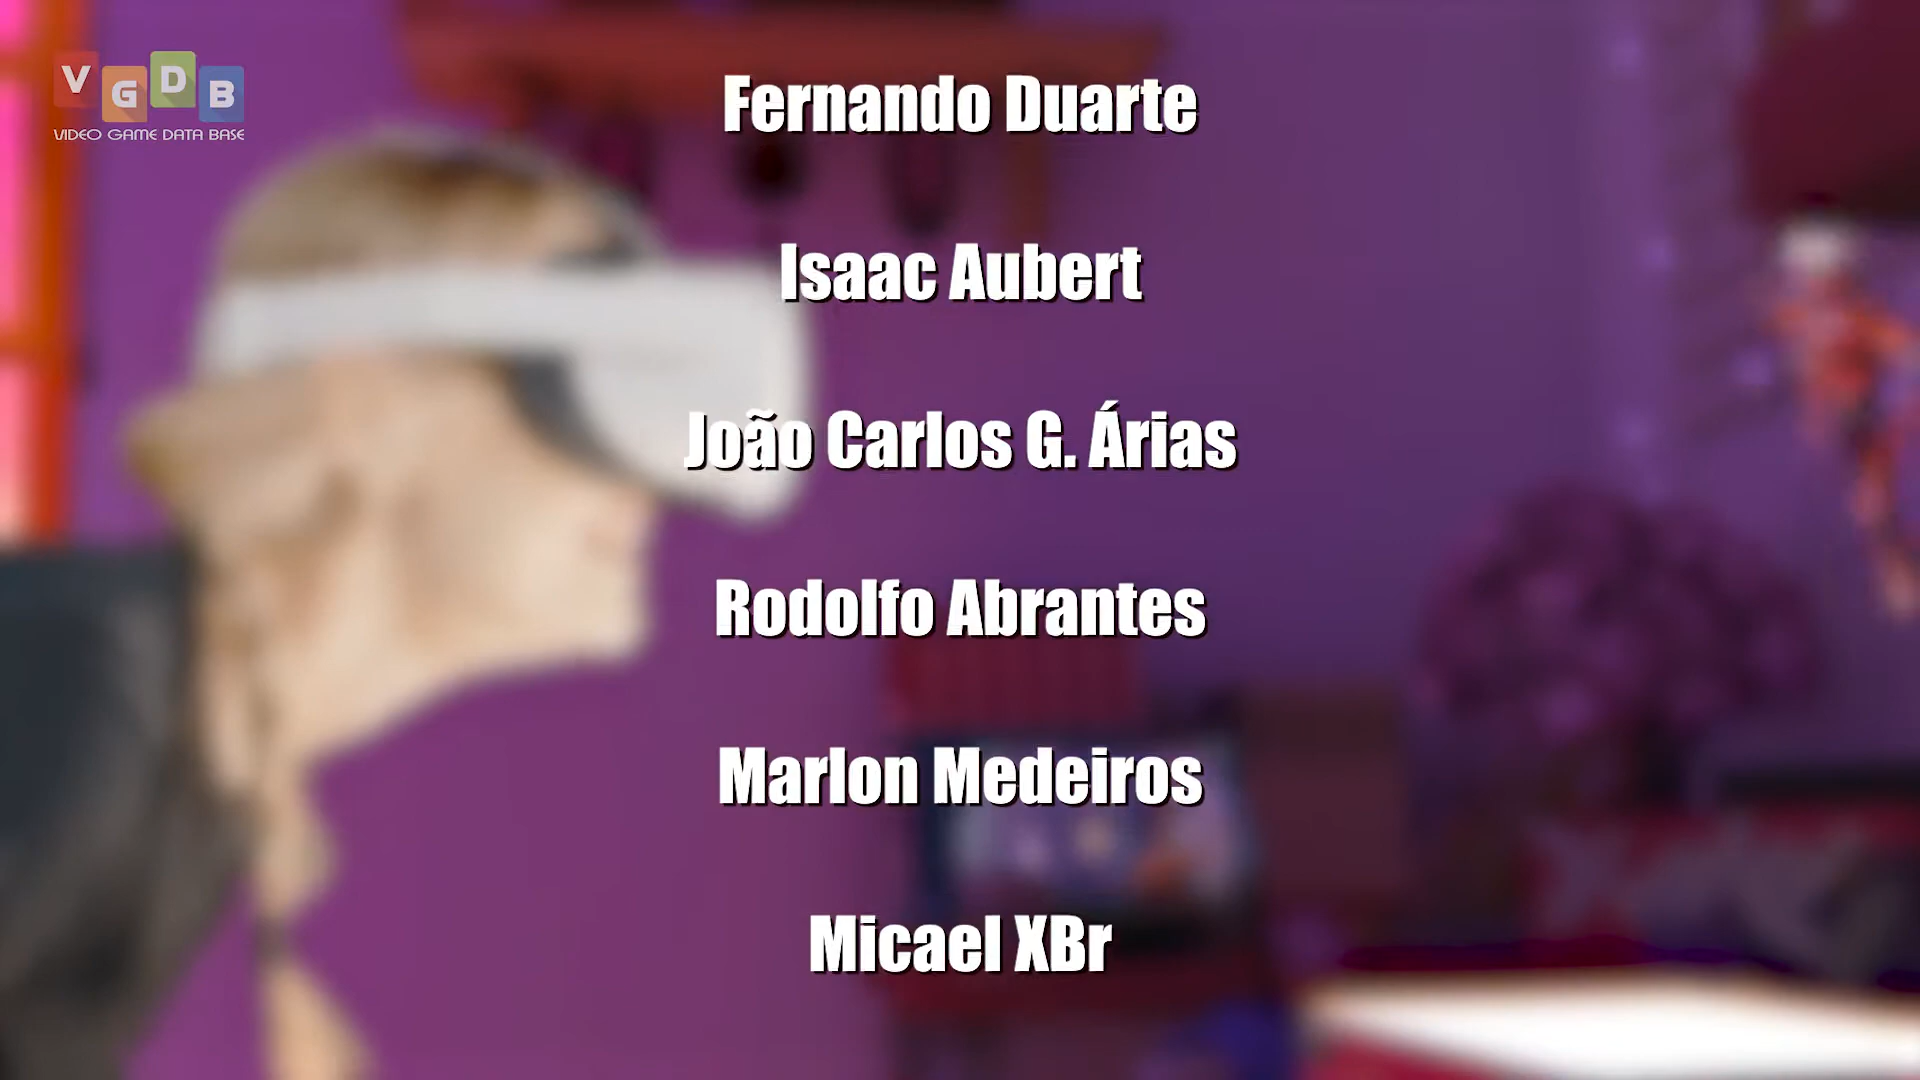 VGDB
VIDEO GAME DATA BASE
Fernando Duarte
Isaac Aubert
João Carlos G. Árias
Rodolfo Abrantes
Marlon Medeiros
Micael XBr